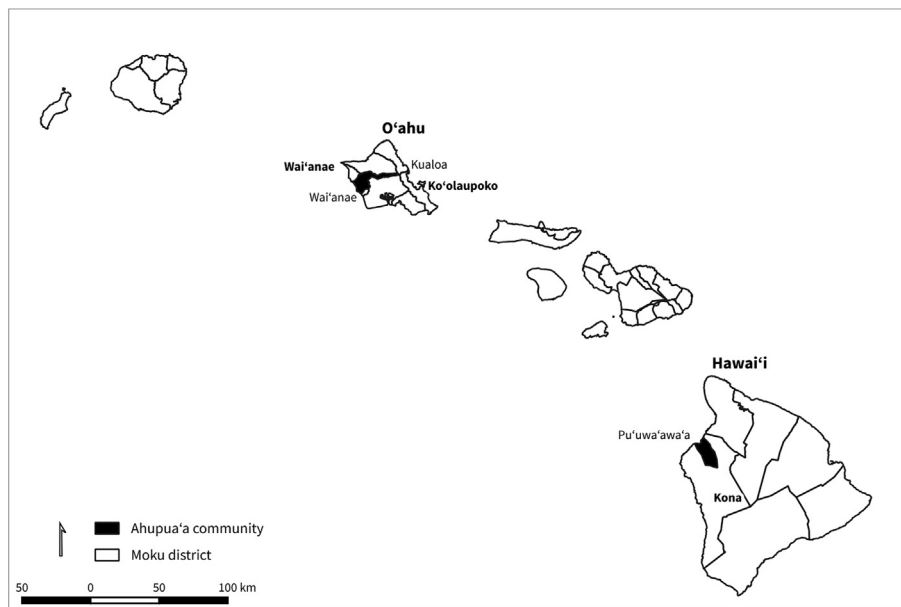 Oʻahu
Waiʻanae
Kualoa
Koʻolaupoko
Waiʻanae
Hawaiʻi
Puʻuwaʻawaʻa
Kona
Ahupuaʻa community
Moku district
50 0 50 100 km